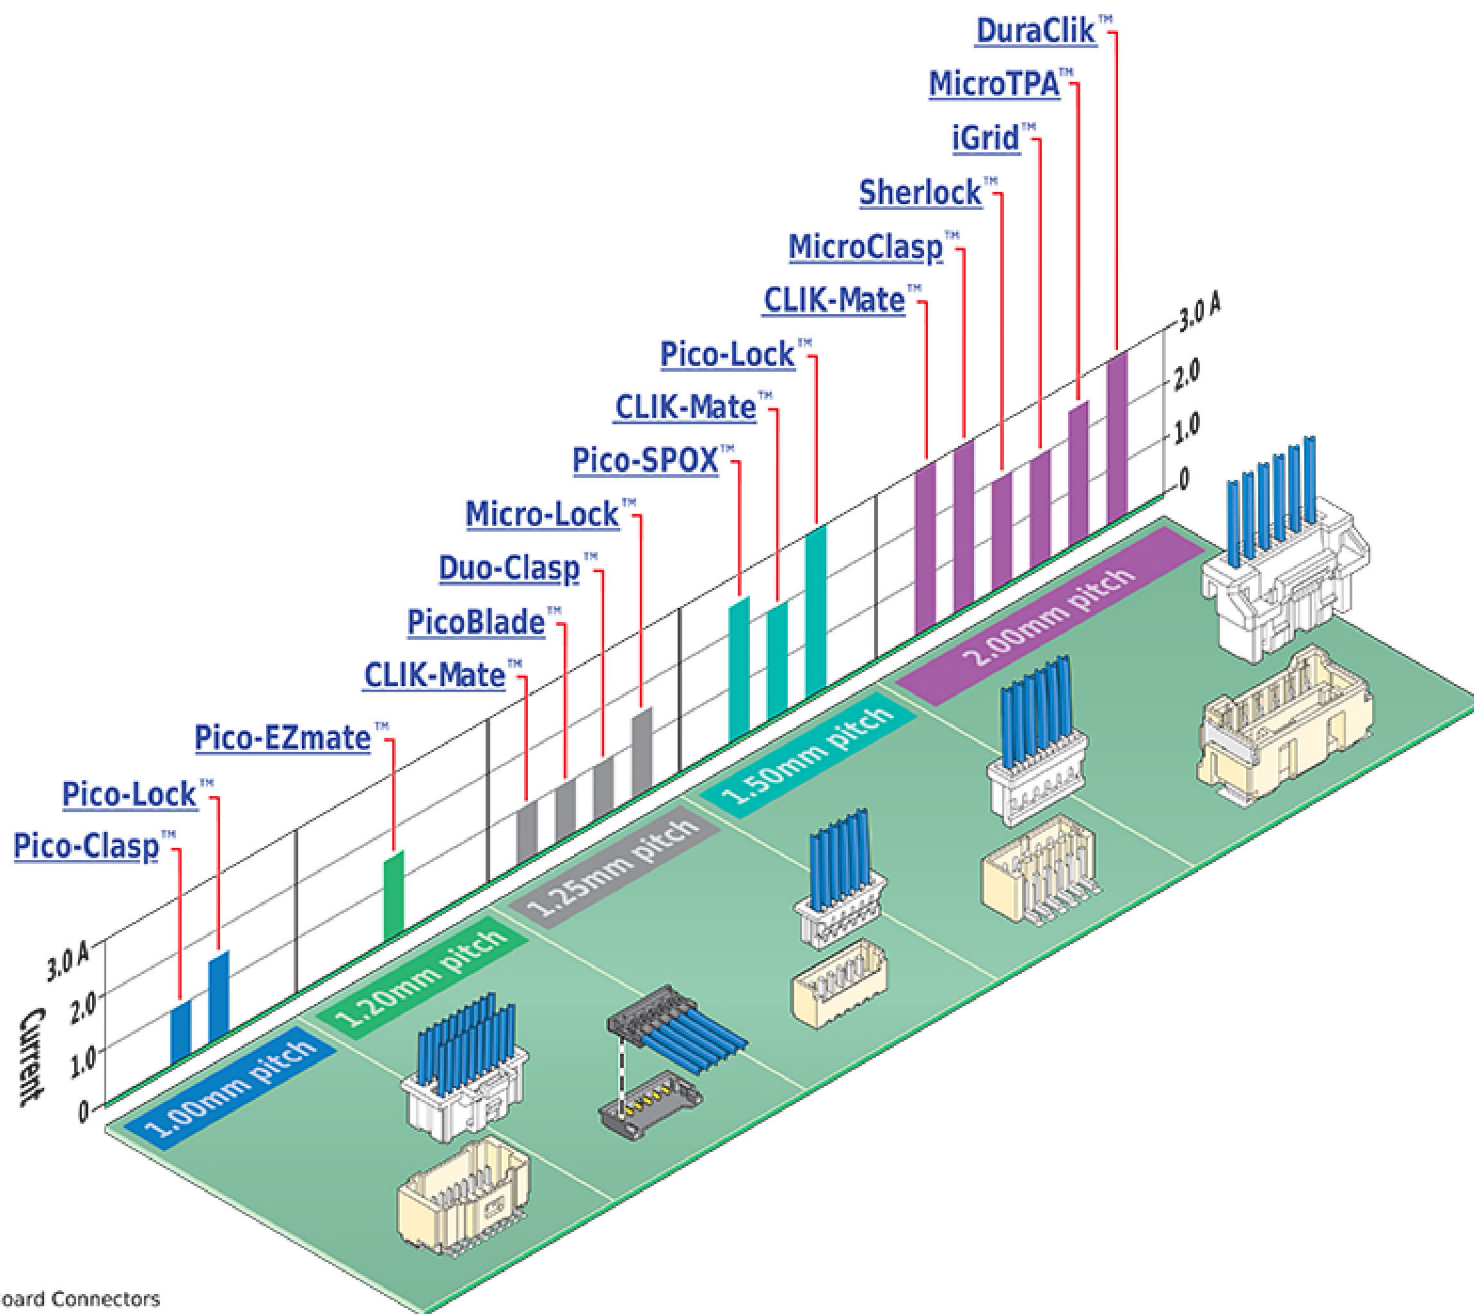 DuraClik™
MicroTPA™
iGrid™
Sherlock™
MicroClasp™
CLIK-Mate™
Pico-Lock™
CLIK-Mate™
Pico-SPOX™
Micro-Lock™
Duo-Clasp™
PicoBlade™
CLIK-Mate™
Pico-EZmate™
Pico-Lock™
Pico-Clasp™
3.0 A
2.0
1.0
0
3.0 A
2.0
1.0
0
Current
2.00mm pitch
1.50mm pitch
1.25mm pitch
1.20mm pitch
1.00mm pitch
oard Connectors